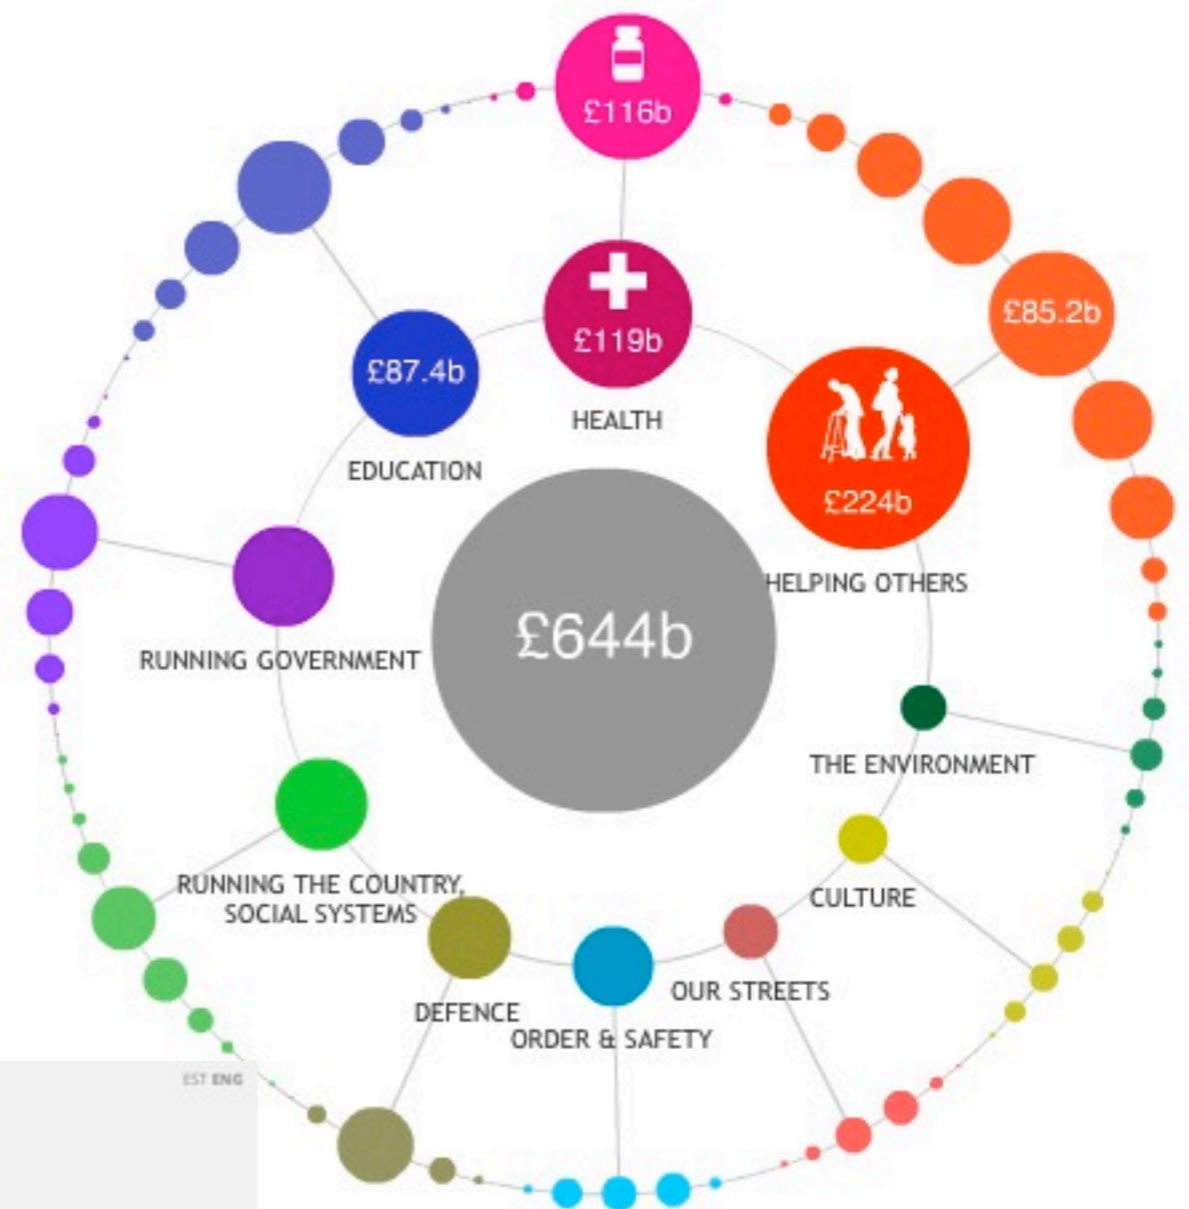 £116b
£85.2b
£119b
HEALTH
£87.4b
EDUCATION
£224b
HELPING OTHERS
£644b
RUNNING GOVERNMENT
THE ENVIRONMENT
RUNNING THE COUNTRY,
SOCIAL SYSTEMS
CULTURE
OUR STREETS
DEFENCE
ORDER & SAFETY
EST ENG